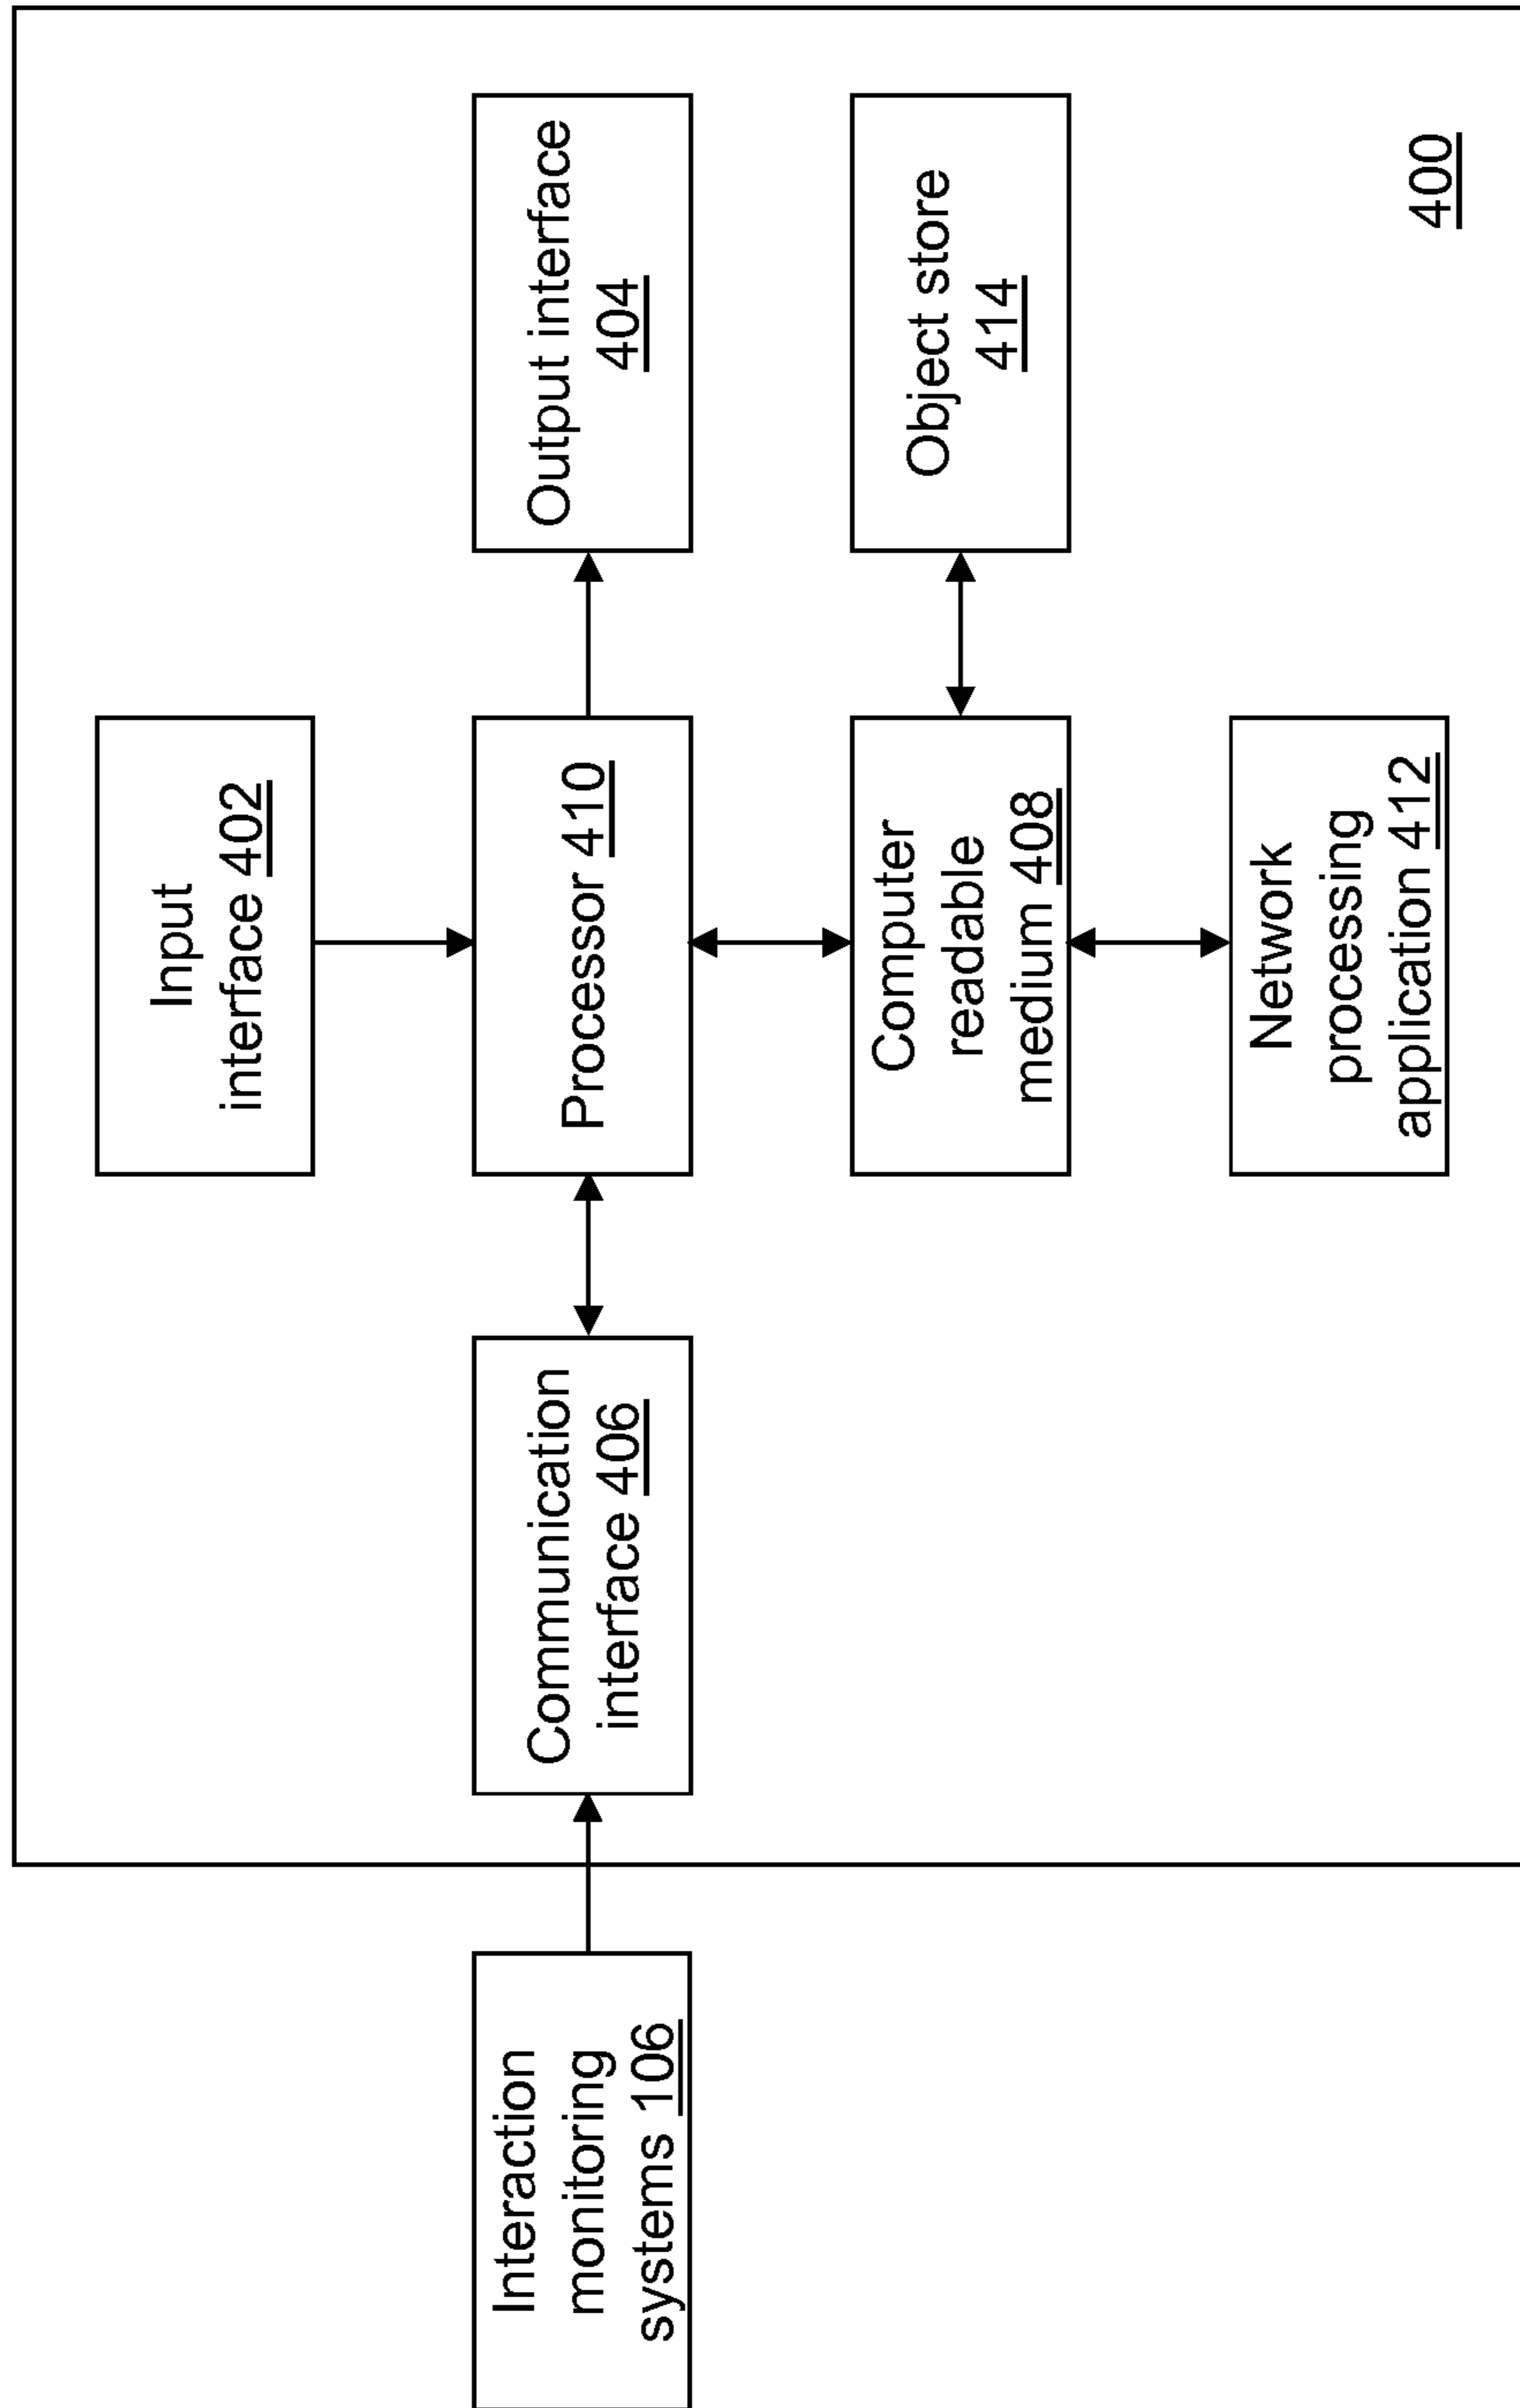 Input
interface 402
Interaction
monitoring
systems 106
Communication
interface 406
Processor 410
Output interface
404
Computer
readable
medium 408
Object store
414
Network
processing
application 412
400